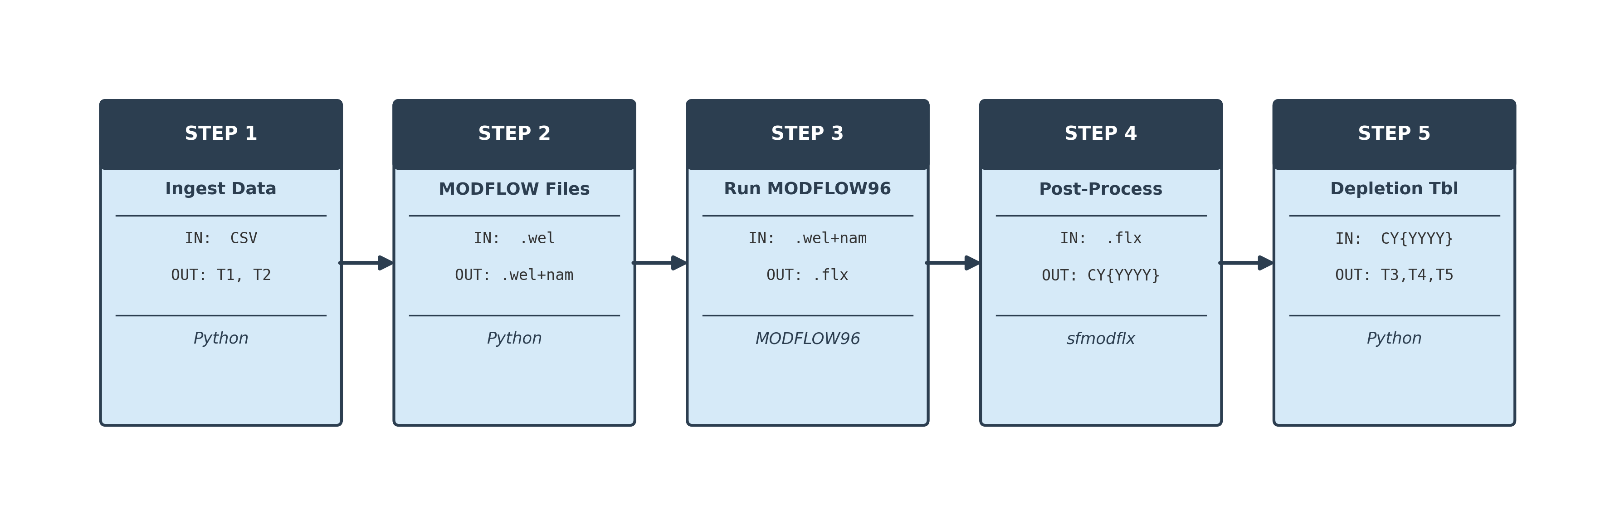 STEP 1
Ingest Data
IN:  CSV
OUT: T1, T2
Python
STEP 2
MODFLOW Files
IN:  .wel
OUT: .wel+nam
Python
STEP 3
Run MODFLOW96
IN:  .wel+nam
OUT: .flx
MODFLOW96
STEP 4
Post-Process
IN:  .flx
OUT: CY{YYYY}
sfmodflx
STEP 5
Depletion Tbl
IN:  CY{YYYY}
OUT: T3,T4,T5
Python